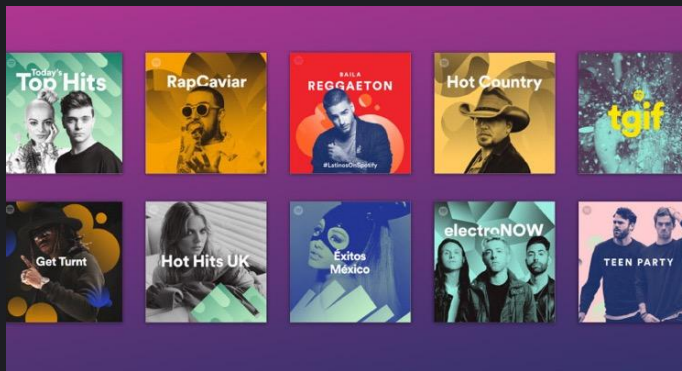 Today's
Top Hits
RapCaviar
BAILA
REGGAETON
#LatinosOnSpotify
Hot Country
tgif
Get Turnt
Hot Hits UK
Éxitos
México
electroNOW
TEEN PARTY